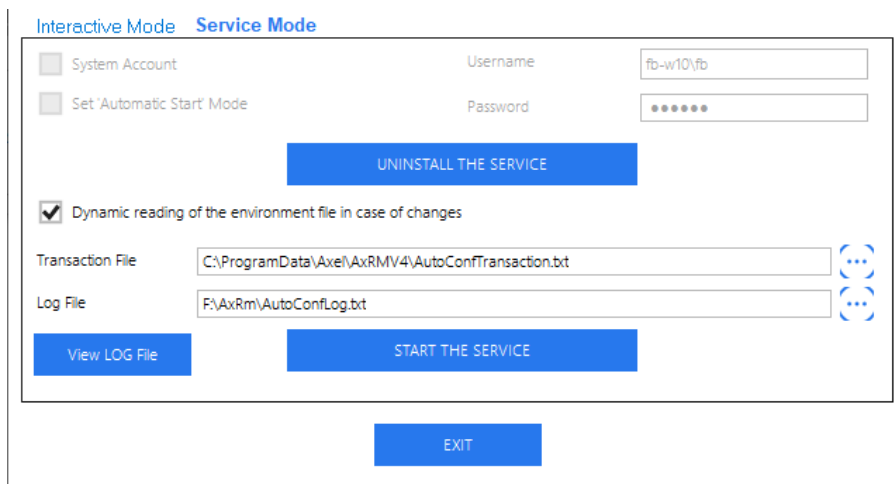 Interactive Mode Service Mode
System Account Username fb-w10\fb
Set 'Automatic Start' Mode Password ●●●●●●
UNINSTALL THE SERVICE
Dynamic reading of the environment file in case of changes
Transaction File C:\ProgramData\Axel\AxRMV4\AutoConfTransaction.txt ...
Log File F:\AxRm\AutoConfLog.txt ...
View LOG File START THE SERVICE
EXIT